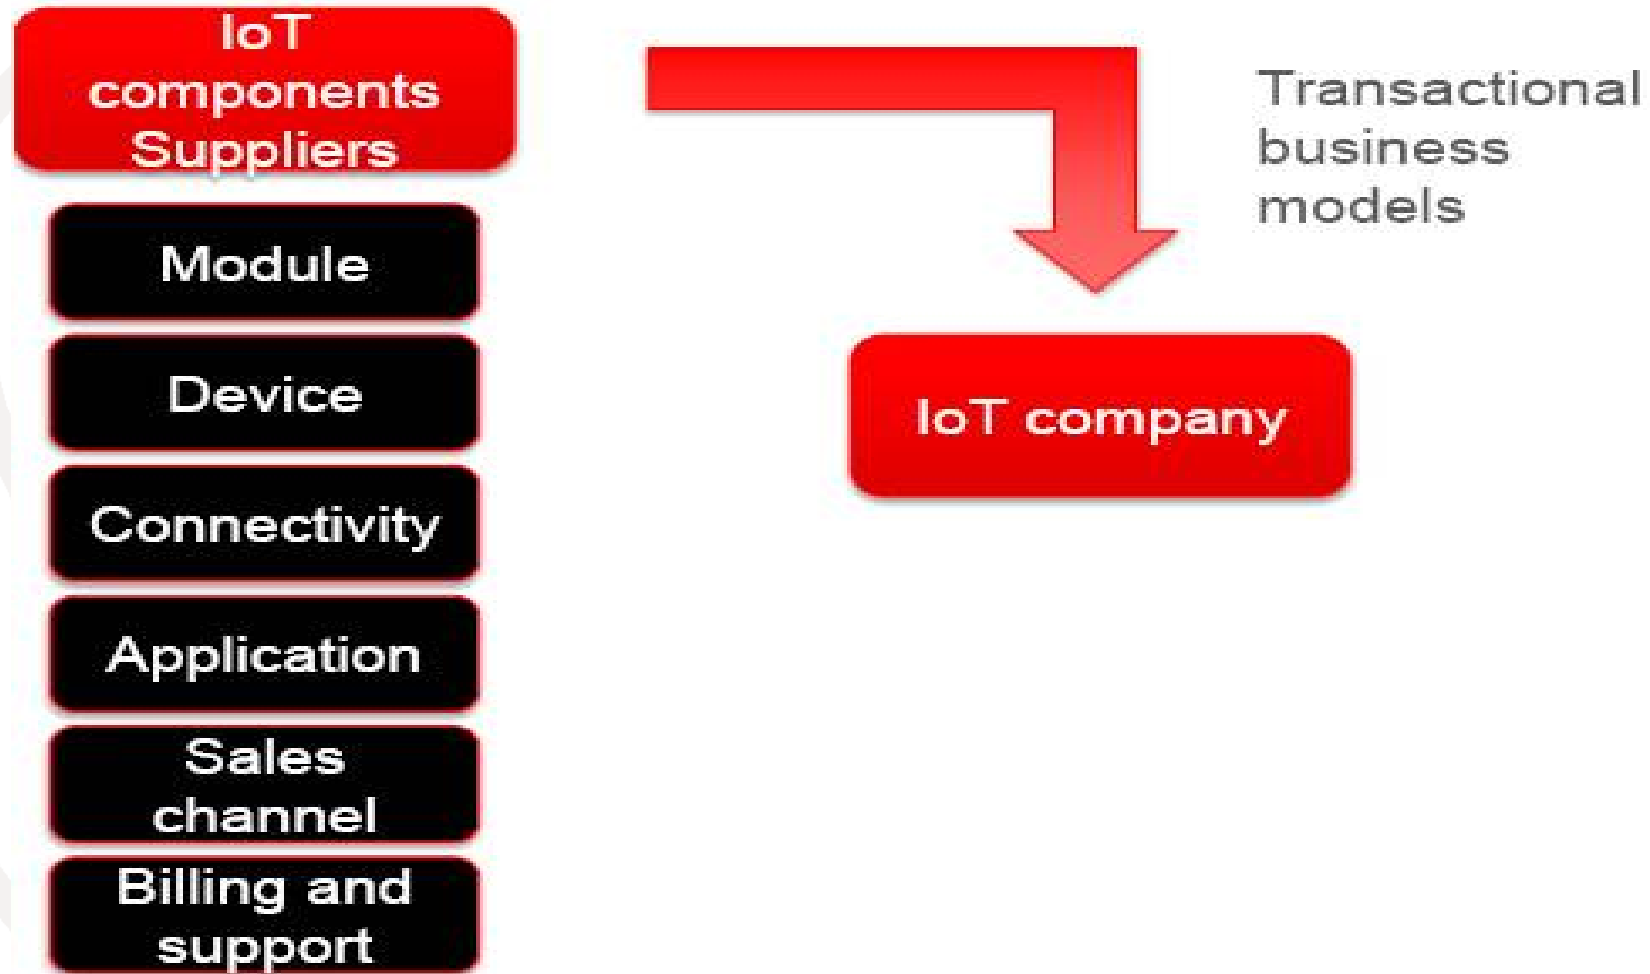 IoT
components
Suppliers
Transactional
business
models
Module
Device
IoT company
Connectivity
Application
Sales
channel
Billing and
support